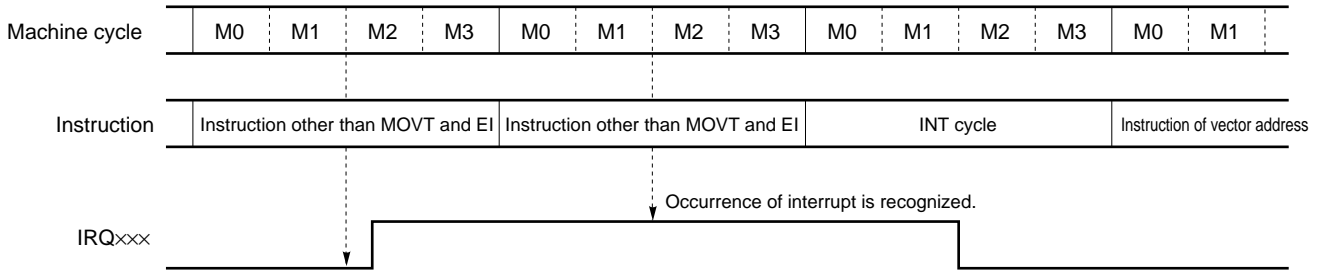 Machine cycle M0 M1 M2 M3 M0 M1 M2 M3 M0 M1 M2 M3 M0 M1
Instruction Instruction other than MOVT and EI Instruction other than MOVT and EI INT cycle Instruction of vector address
Occurrence of interrupt is recognized.
IRQ×××